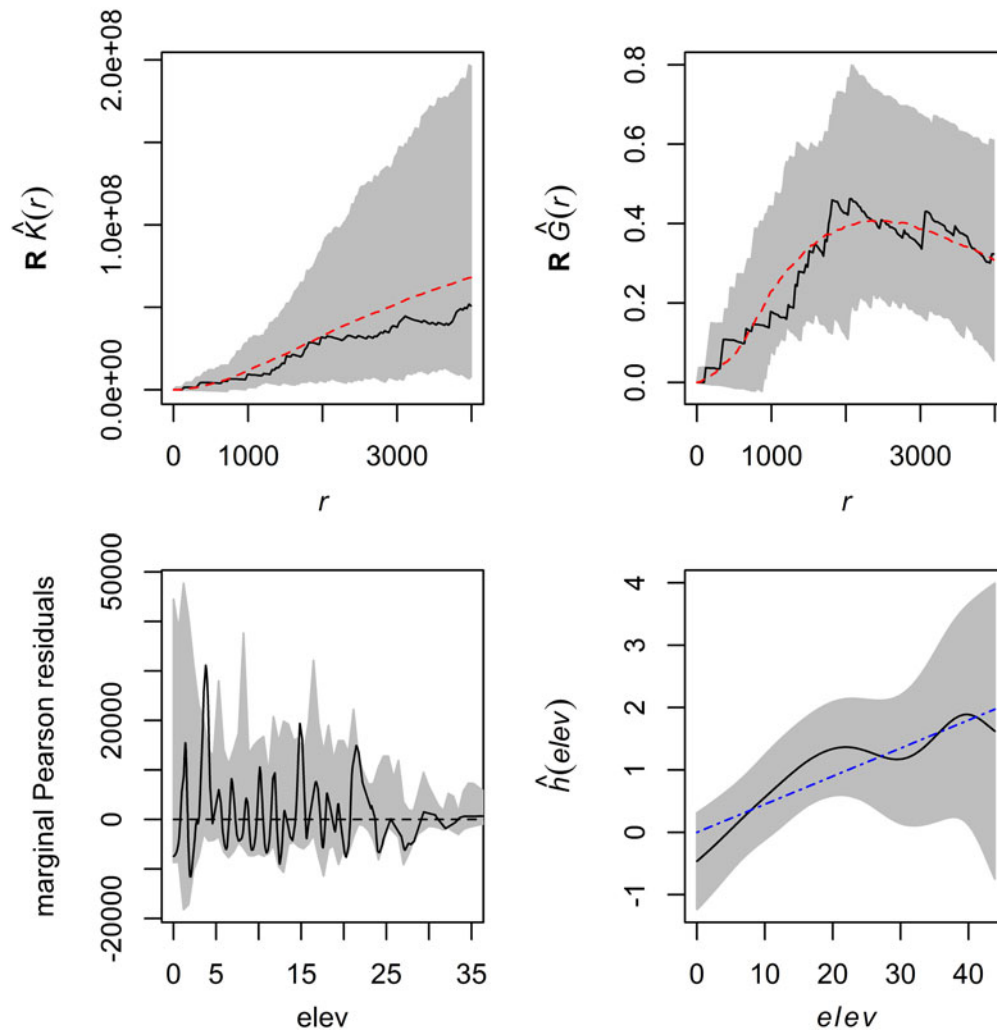 R K̂(r)
0.0e+00 1.0e+08 2.0e+08
0 1000 3000
r
R Ĝ(r)
0.0 0.2 0.4 0.6 0.8
0 1000 3000
r
marginal Pearson residuals
-20000 0 20000 50000
0 5 15 25 35
elev
ĥ(elev)
-1 0 1 2 3 4
0 10 20 30 40
elev